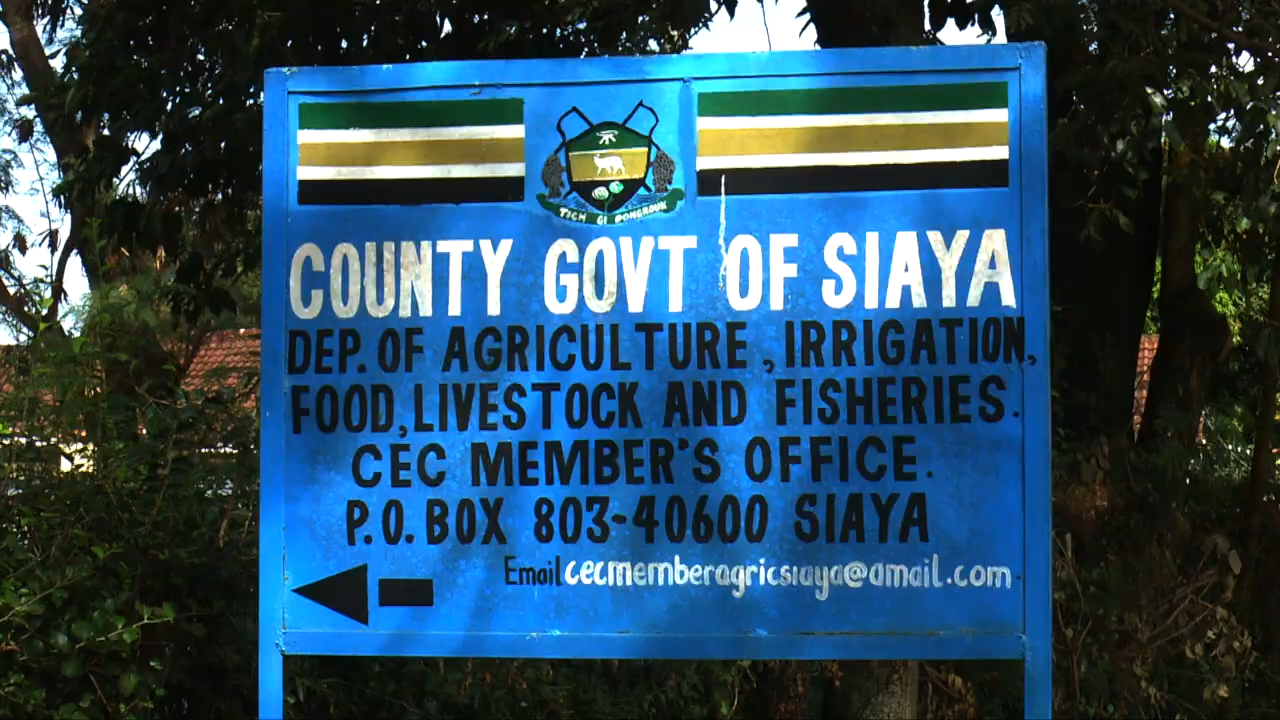 TICH GI DONGRUOK
COUNTY GOVT OF SIAYA
DEP. OF AGRICULTURE, IRRIGATION,
FOOD, LIVESTOCK AND FISHERIES.
CEC MEMBER'S OFFICE.
P.O. BOX 803-40600 SIAYA
Email cecmemberagricsiaya@amail.com